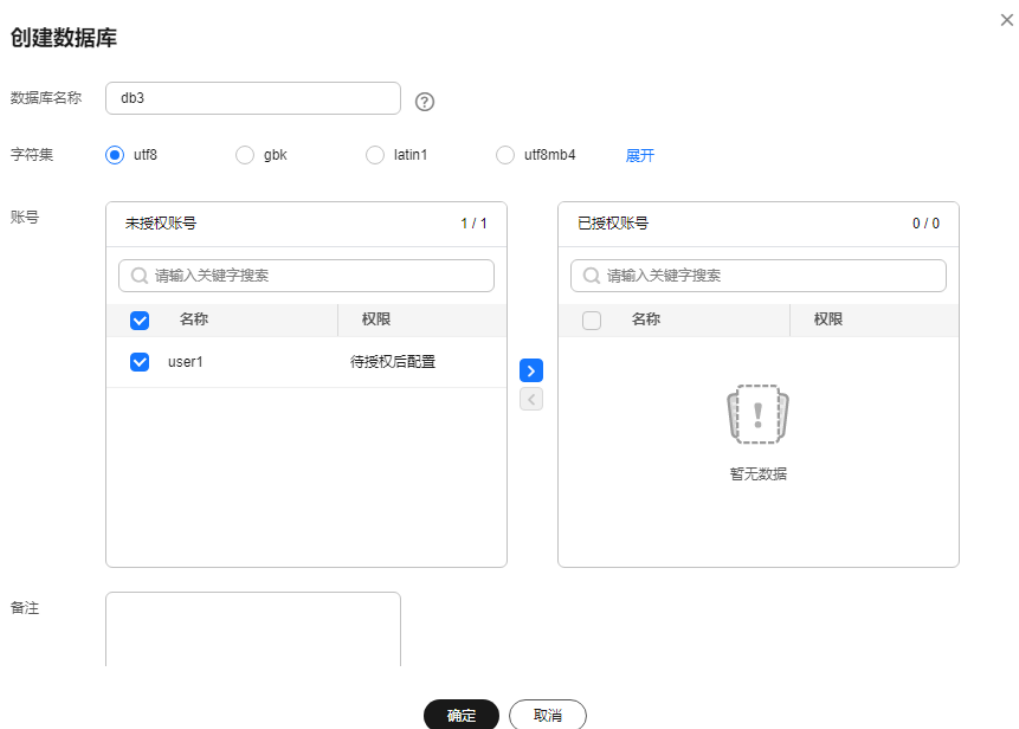 创建数据库
数据库名称 db3
字符集 utf8 gbk latin1 utf8mb4 展开
账号
未授权账号 1 / 1
请输入关键字搜索
名称 权限
user1 待授权后配置
已授权账号 0 / 0
请输入关键字搜索
名称 权限
暂无数据
备注
确定 取消